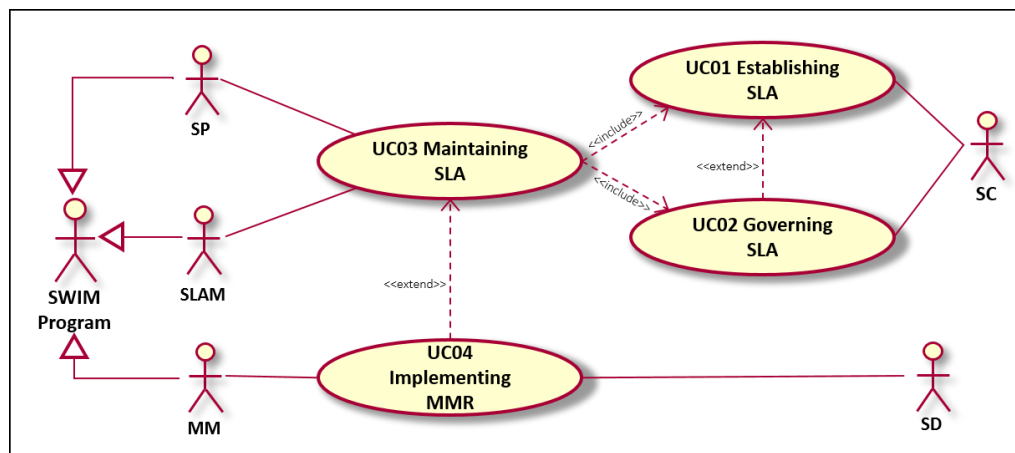 SP
UC01 Establishing
SLA
<<include>>
UC03 Maintaining
SLA
<<extend>>
SC
<<include>>
UC02 Governing
SLA
SWIM
Program
SLAM
<<extend>>
UC04
Implementing
MMR
MM
SD